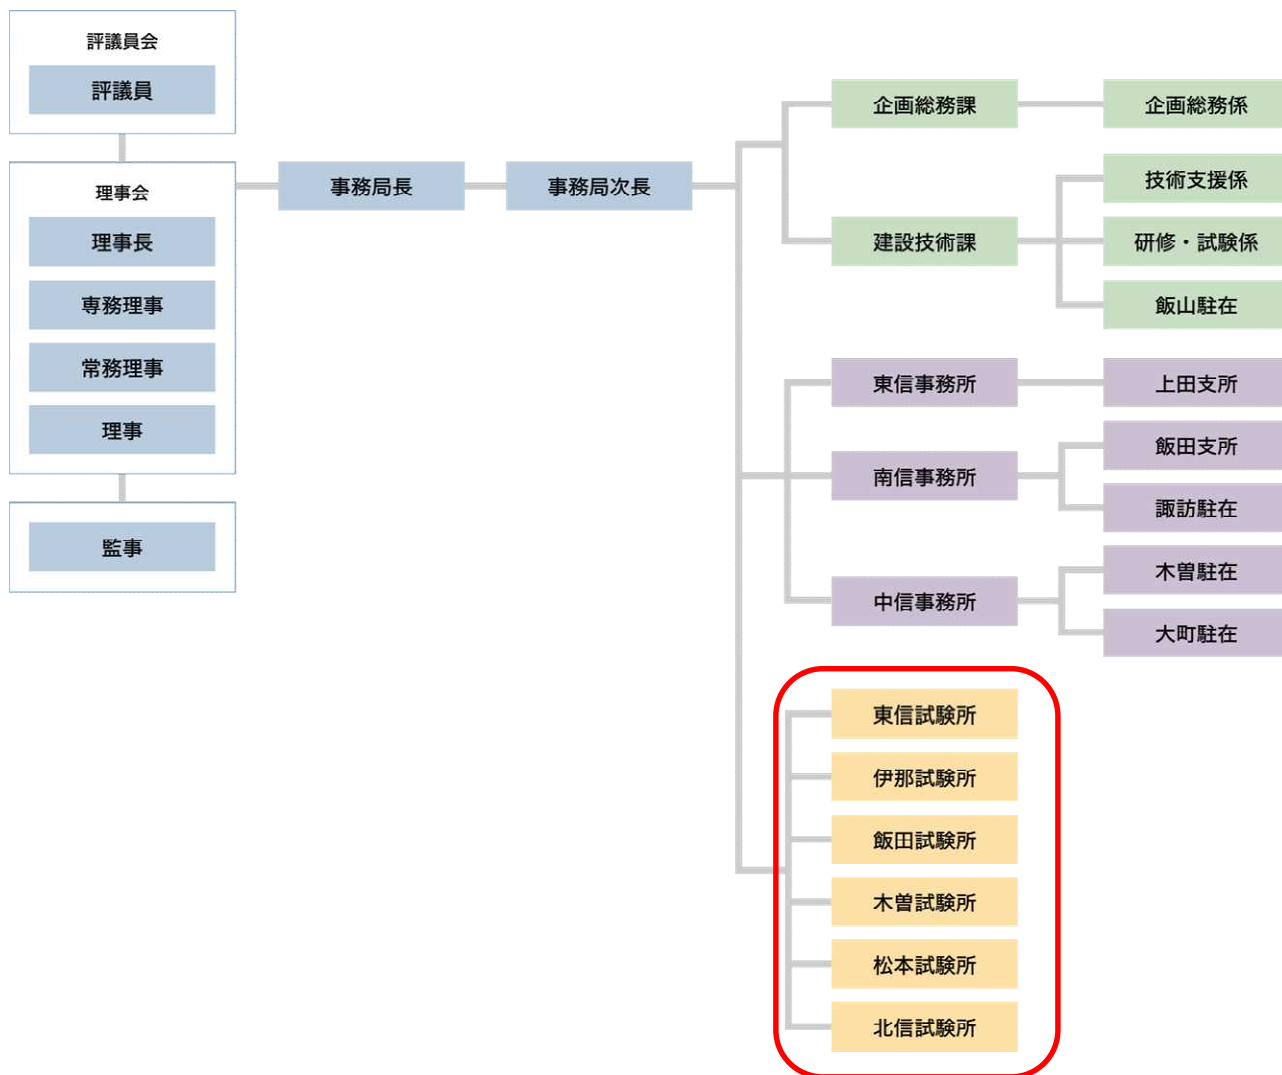 評議員会
評議員
理事会
理事長
専務理事
常務理事
理事
監事
事務局長
事務局次長
企画総務課
企画総務係
建設技術課
技術支援係
研修・試験係
飯山駐在
東信事務所
上田支所
南信事務所
飯田支所
諏訪駐在
中信事務所
木曽駐在
大町駐在
東信試験所
伊那試験所
飯田試験所
木曽試験所
松本試験所
北信試験所